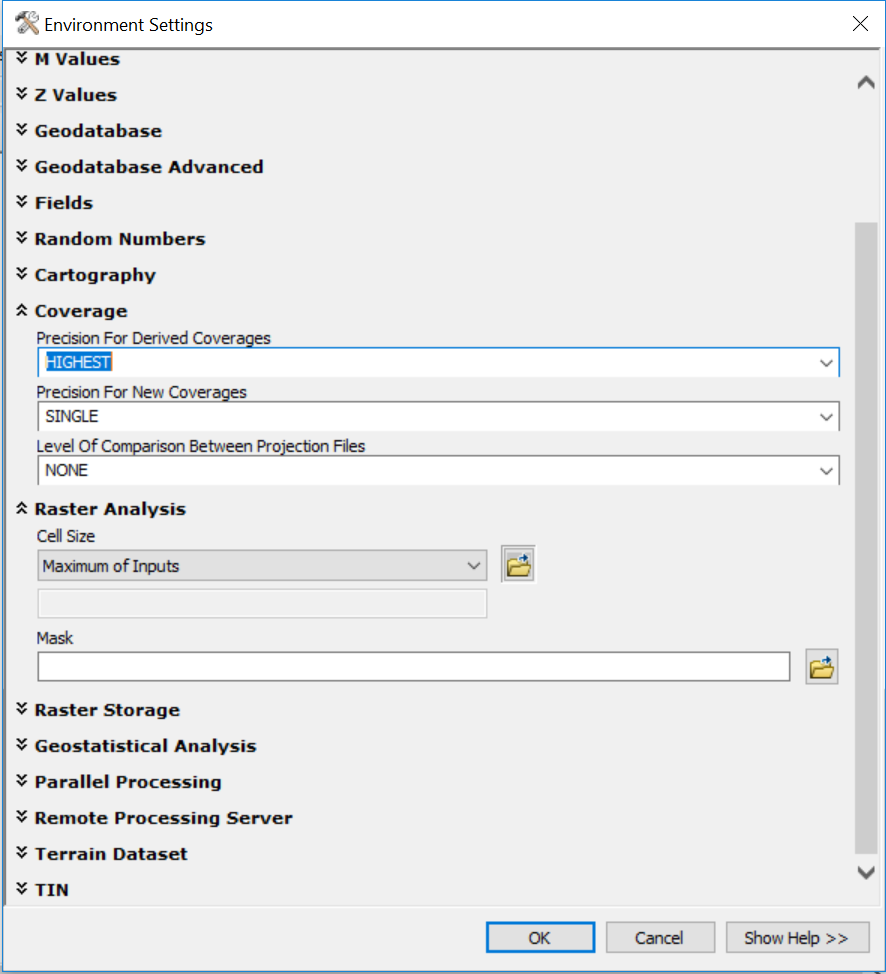 Environment Settings
M Values
Z Values
Geodatabase
Geodatabase Advanced
Fields
Random Numbers
Cartography
Coverage
Precision For Derived Coverages
HIGHEST
Precision For New Coverages
SINGLE
Level Of Comparison Between Projection Files
NONE
Raster Analysis
Cell Size
Maximum of Inputs
Mask
Raster Storage
Geostatistical Analysis
Parallel Processing
Remote Processing Server
Terrain Dataset
TIN
OK Cancel Show Help >>